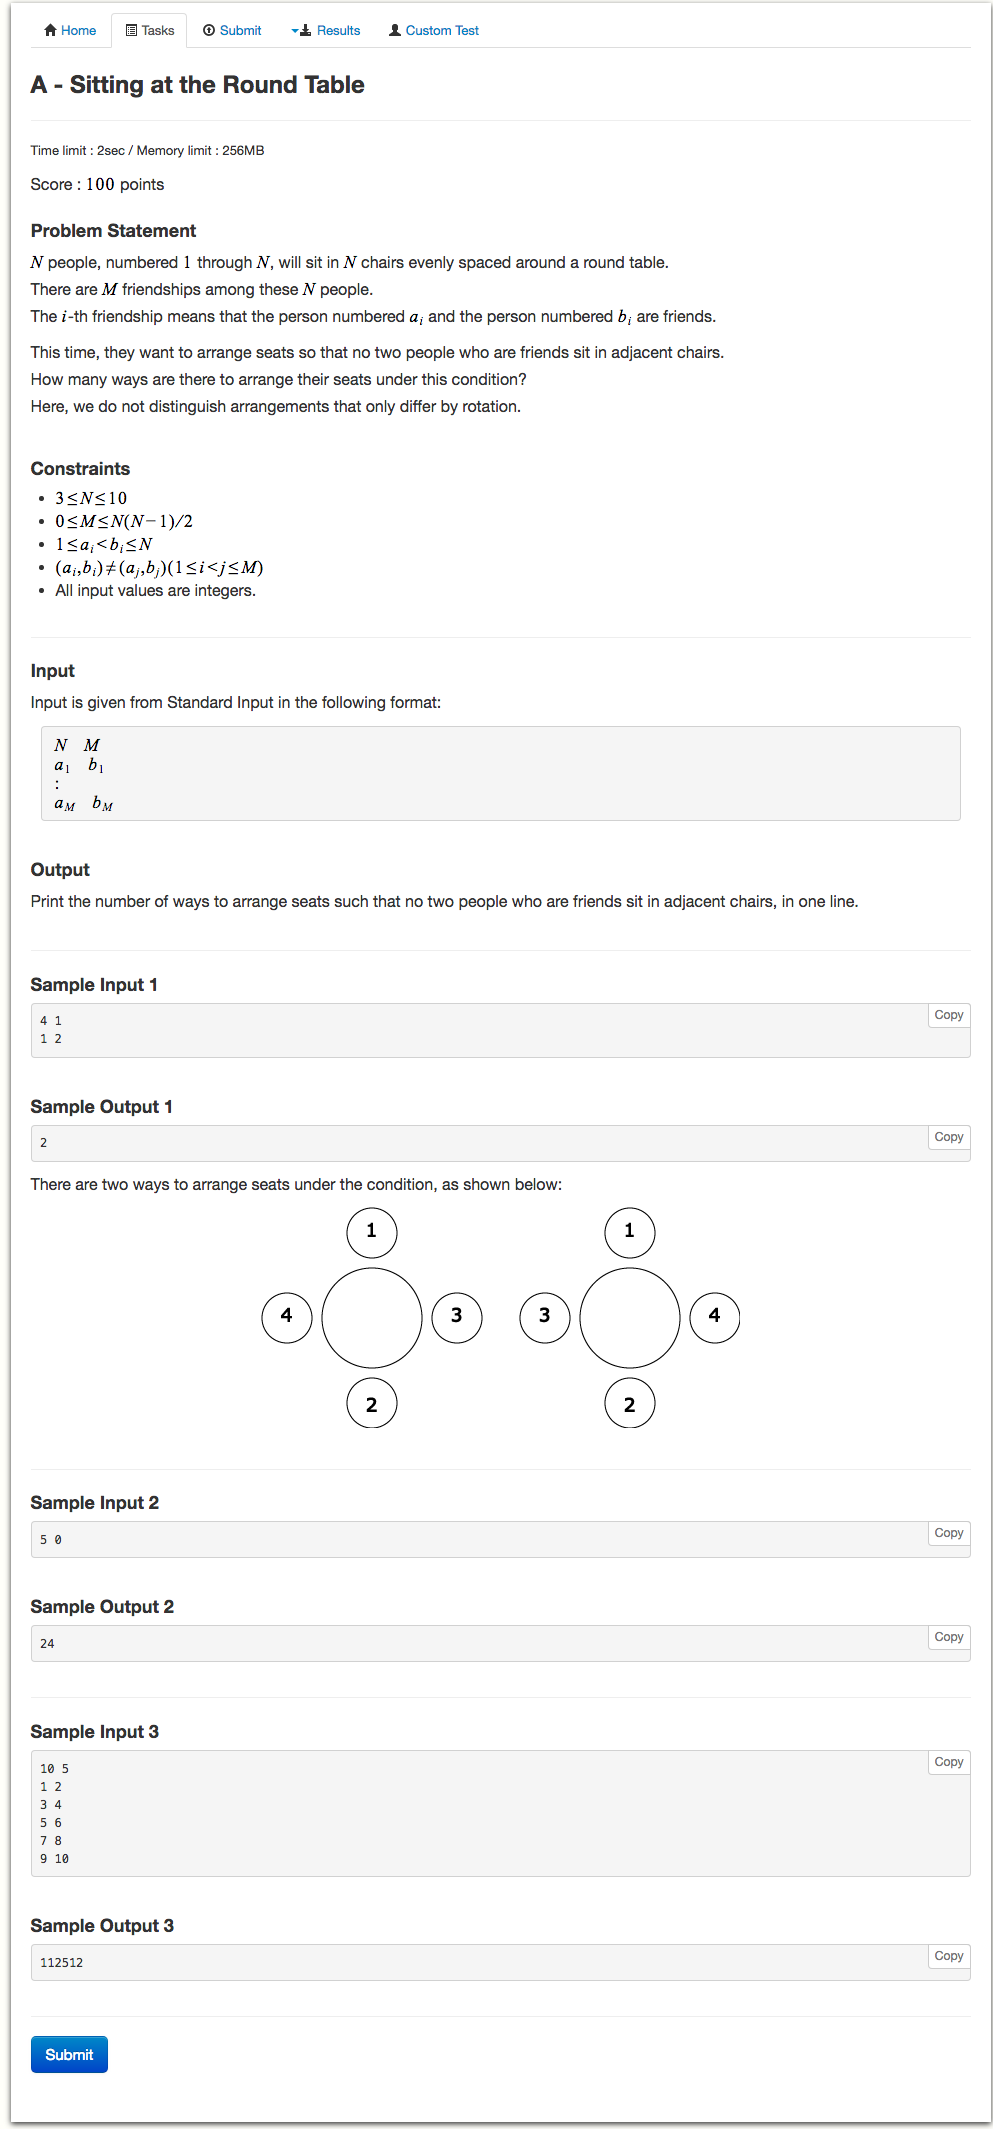 Home Tasks Submit Results Custom Test
A - Sitting at the Round Table
Time limit : 2sec / Memory limit : 256MB
Score : 100 points
Problem Statement
N people, numbered 1 through N, will sit in N chairs evenly spaced around a round table.
There are M friendships among these N people.
The i-th friendship means that the person numbered a_i and the person numbered b_i are friends.
This time, they want to arrange seats so that no two people who are friends sit in adjacent chairs.
How many ways are there to arrange their seats under this condition?
Here, we do not distinguish arrangements that only differ by rotation.
Constraints
• 3≤N≤10
• 0≤M≤N(N−1)/2
• 1≤a_i<b_i≤N
• (a_i,b_i)≠(a_j,b_j)(1≤i<j≤M)
• All input values are integers.
Input
Input is given from Standard Input in the following format:
N M
a_1 b_1
:
a_M b_M
Output
Print the number of ways to arrange seats such that no two people who are friends sit in adjacent chairs, in one line.
Sample Input 1
Copy
4 1
1 2
Sample Output 1
Copy
2
There are two ways to arrange seats under the condition, as shown below:
1 1
4 3 3 4
2 2
Sample Input 2
Copy
5 0
Sample Output 2
Copy
24
Sample Input 3
Copy
10 5
1 2
3 4
5 6
7 8
9 10
Sample Output 3
Copy
112512
Submit